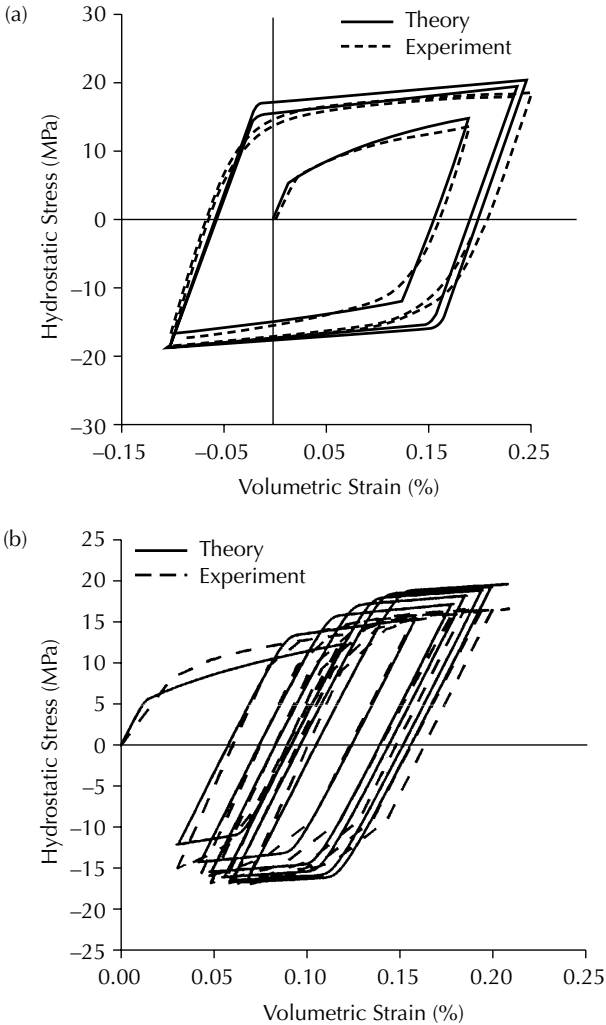 (a)
30
20
10
0
−10
−20
−30
Hydrostatic Stress (MPa)
Theory
Experiment
−0.15 −0.05 0.05 0.15 0.25
Volumetric Strain (%)
(b)
25
20
15
10
5
0
−5
−10
−15
−20
−25
Hydrostatic Stress (MPa)
Theory
Experiment
0.00 0.05 0.10 0.15 0.20 0.25
Volumetric Strain (%)